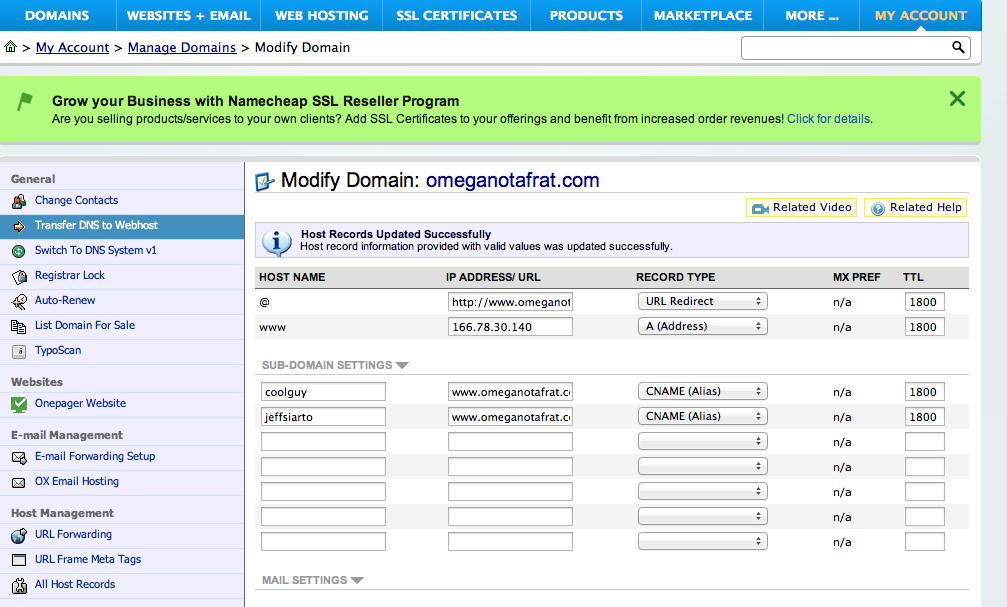 DOMAINS WEBSITES + EMAIL WEB HOSTING SSL CERTIFICATES PRODUCTS MARKETPLACE MORE ... MY ACCOUNT
> My Account > Manage Domains > Modify Domain
Grow your Business with Namecheap SSL Reseller Program
Are you selling products/services to your own clients? Add SSL Certificates to your offerings and benefit from increased order revenues! Click for details.
General
Change Contacts
Transfer DNS to Webhost
Switch To DNS System v1
Registrar Lock
Auto-Renew
List Domain For Sale
TypoScan
Websites
Onepager Website
E-mail Management
E-mail Forwarding Setup
OX Email Hosting
Host Management
URL Forwarding
URL Frame Meta Tags
All Host Records
Modify Domain: omeganotafrat.com
Related Video Related Help
Host Records Updated Successfully
Host record information provided with valid values was updated successfully.
HOST NAME IP ADDRESS/ URL RECORD TYPE MX PREF TTL
@ http://www.omeganot URL Redirect n/a 1800
www 166.78.30.140 A (Address) n/a 1800
SUB-DOMAIN SETTINGS
coolguy www.omeganotafrat.c CNAME (Alias) n/a 1800
jeffsiarto www.omeganotafrat.c CNAME (Alias) n/a 1800
n/a
n/a
n/a
n/a
n/a
MAIL SETTINGS